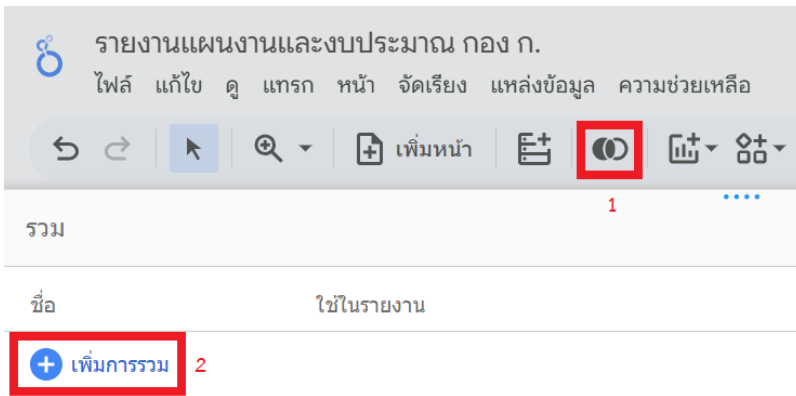 รายงานแผนงานและงบประมาณ กอง ก.
ไฟล์ แก้ไข ดู แทรก หน้า จัดเรียง แหล่งข้อมูล ความช่วยเหลือ
เพิ่มหน้า
1
รวม
ชื่อ ใช้ในรายงาน
เพิ่มการรวม 2